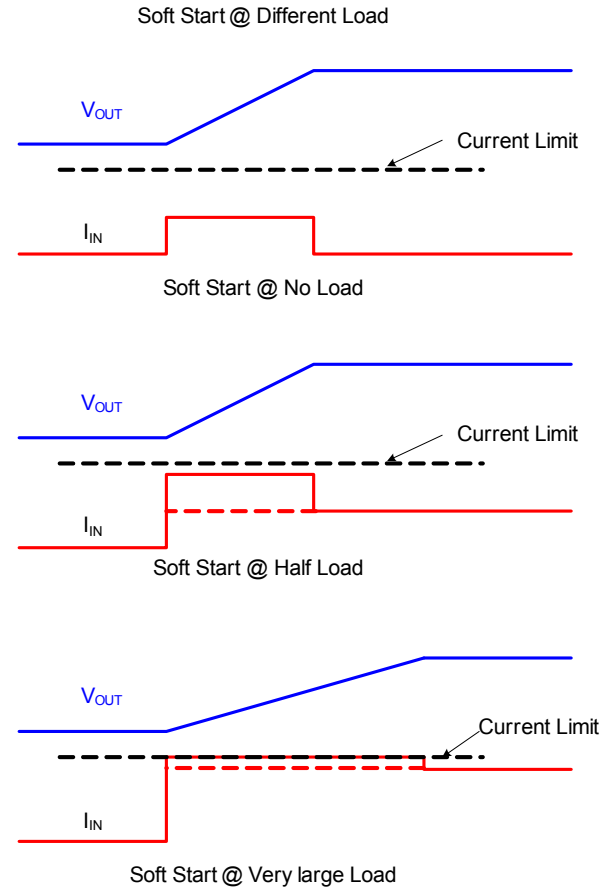 Soft Start @ Different Load
VOUT
Current Limit
IIN
Soft Start @ No Load
VOUT
Current Limit
IIN
Soft Start @ Half Load
VOUT
Current Limit
IIN
Soft Start @ Very large Load